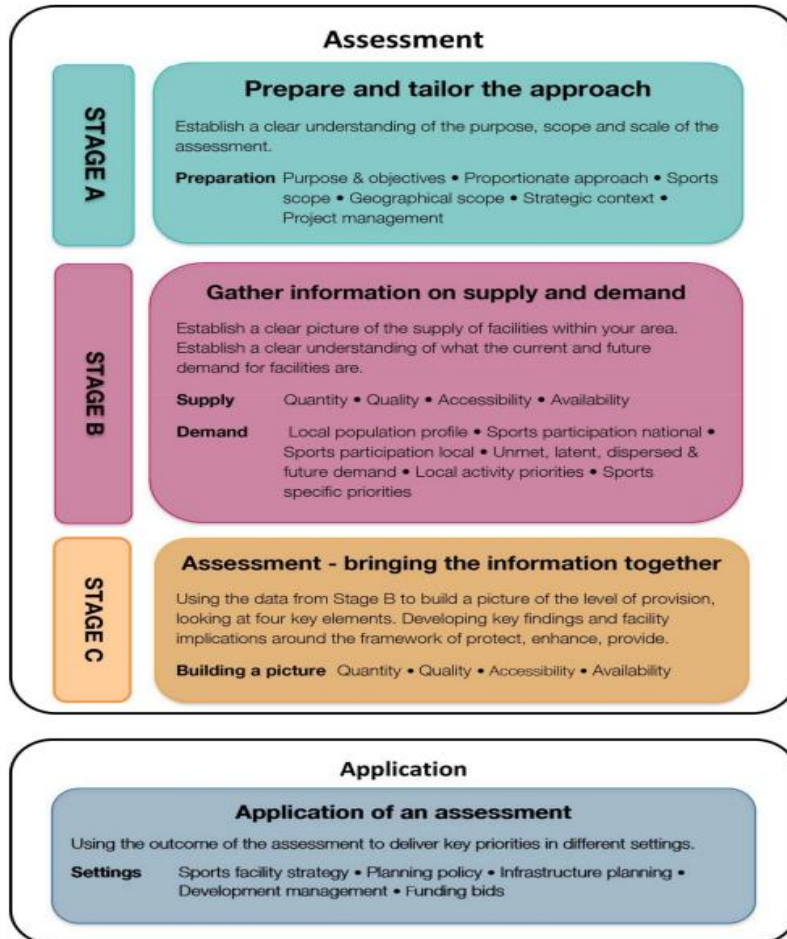 Assessment
STAGE A
Prepare and tailor the approach
Establish a clear understanding of the purpose, scope and scale of the
assessment.
Preparation Purpose & objectives • Proportionate approach • Sports
scope • Geographical scope • Strategic context •
Project management
STAGE B
Gather information on supply and demand
Establish a clear picture of the supply of facilities within your area.
Establish a clear understanding of what the current and future
demand for facilities are.
Supply Quantity • Quality • Accessibility • Availability
Demand Local population profile • Sports participation national •
Sports participation local • Unmet, latent, dispersed &
future demand • Local activity priorities • Sports
specific priorities
STAGE C
Assessment - bringing the information together
Using the data from Stage B to build a picture of the level of provision,
looking at four key elements. Developing key findings and facility
implications around the framework of protect, enhance, provide.
Building a picture Quantity • Quality • Accessibility • Availability
Application
Application of an assessment
Using the outcome of the assessment to deliver key priorities in different settings.
Settings Sports facility strategy • Planning policy • Infrastructure planning •
Development management • Funding bids